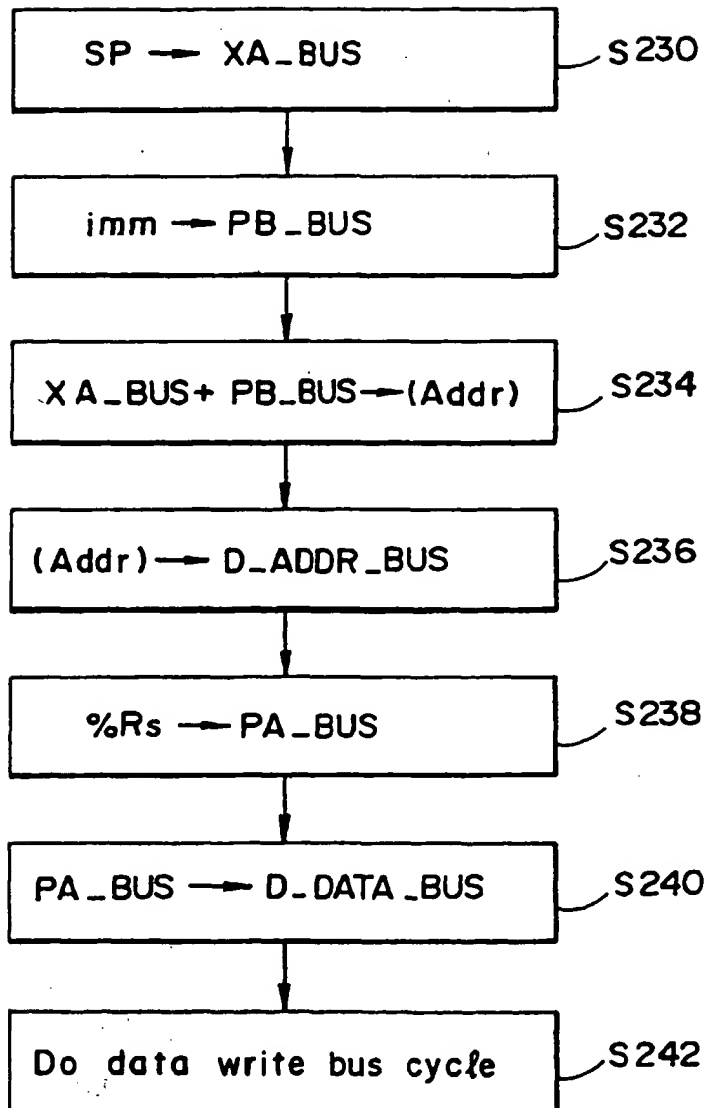 SP → XA_BUS
S230
imm → PB_BUS
S232
XA_BUS+ PB_BUS→(Addr)
S234
(Addr)→ D_ADDR_BUS
S236
%Rs → PA_BUS
S238
PA_BUS → D_DATA_BUS
S240
Do data write bus cycle
S242